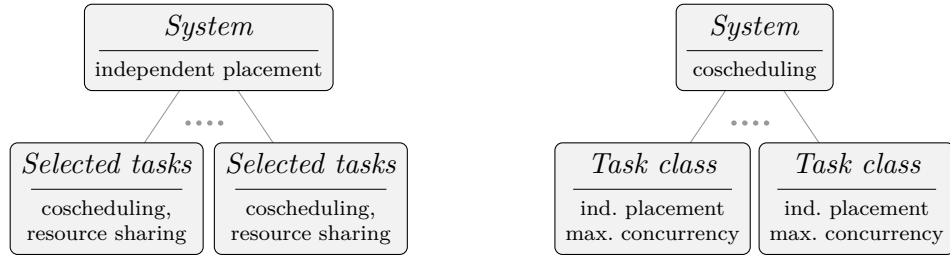 System
independent placement
Selected tasks
coscheduling,
resource sharing
Selected tasks
coscheduling,
resource sharing
System
coscheduling
Task class
ind. placement
max. concurrency
Task class
ind. placement
max. concurrency